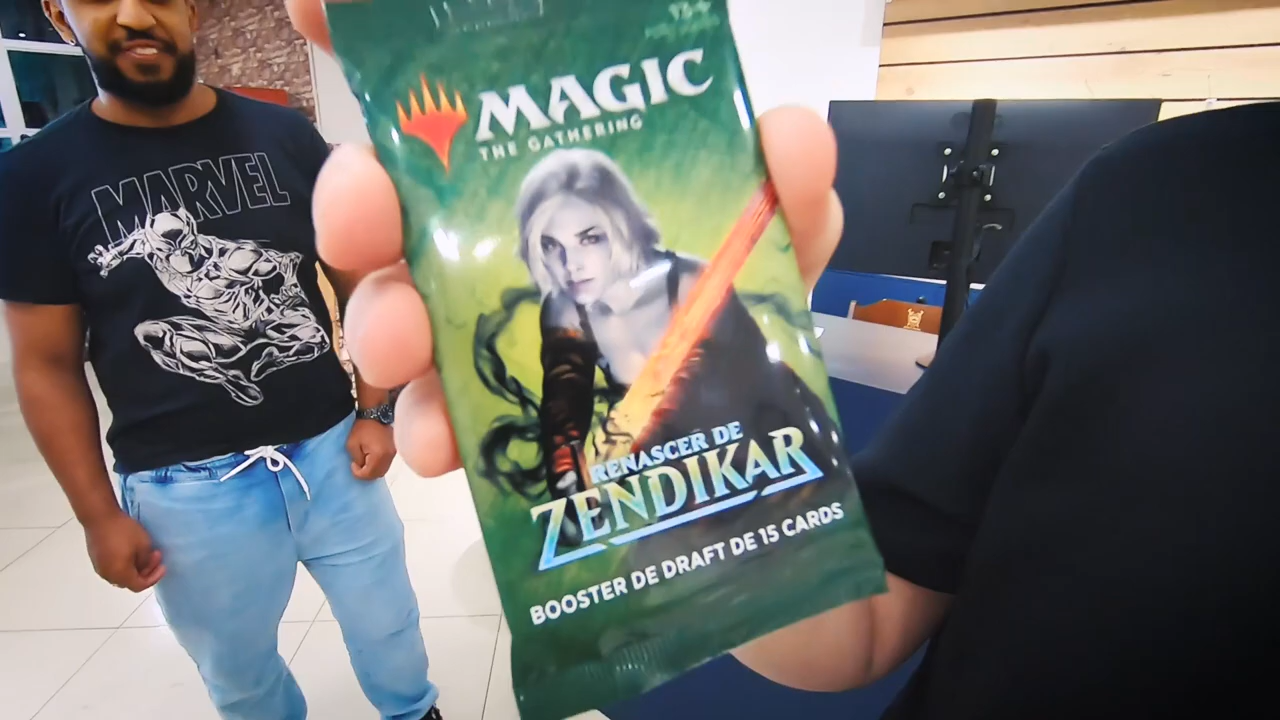 MAGIC
THE GATHERING
RENASCER DE
ZENDIKAR
BOOSTER DE DRAFT DE 15 CARDS
MARVEL